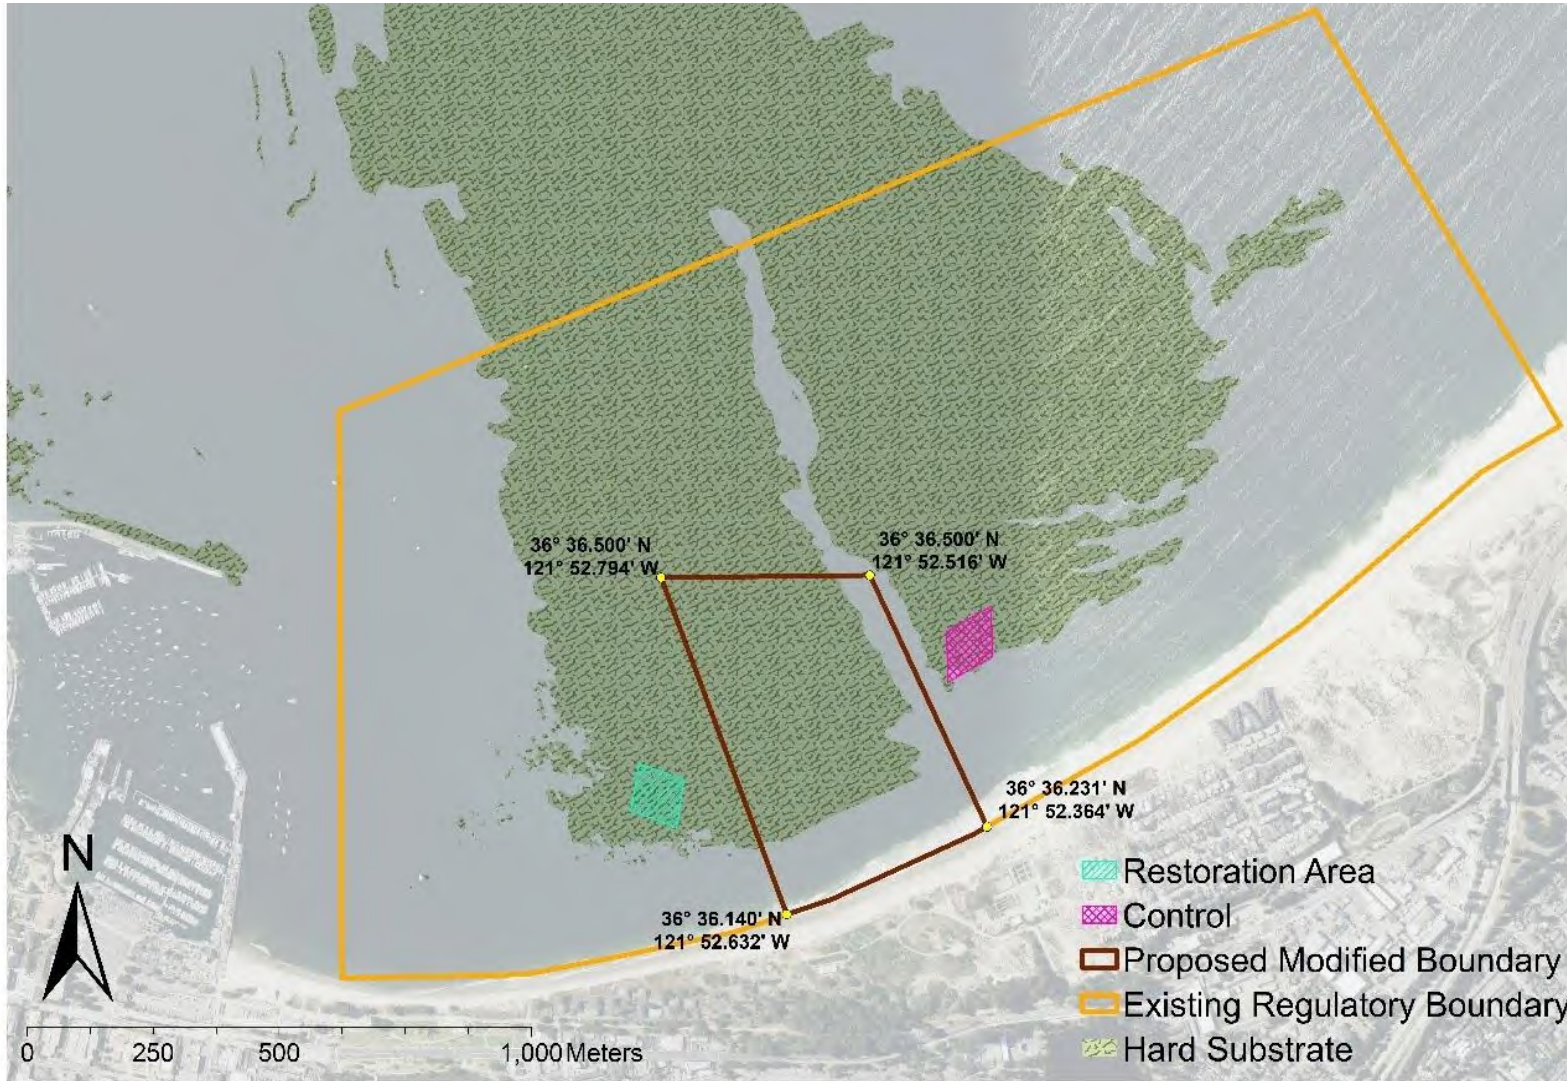 36° 36.500' N
121° 52.794' W
36° 36.500' N
121° 52.516' W
36° 36.231' N
121° 52.364' W
36° 36.140' N
121° 52.632' W
N
0 250 500 1,000 Meters
Restoration Area
Control
Proposed Modified Boundary
Existing Regulatory Boundary
Hard Substrate